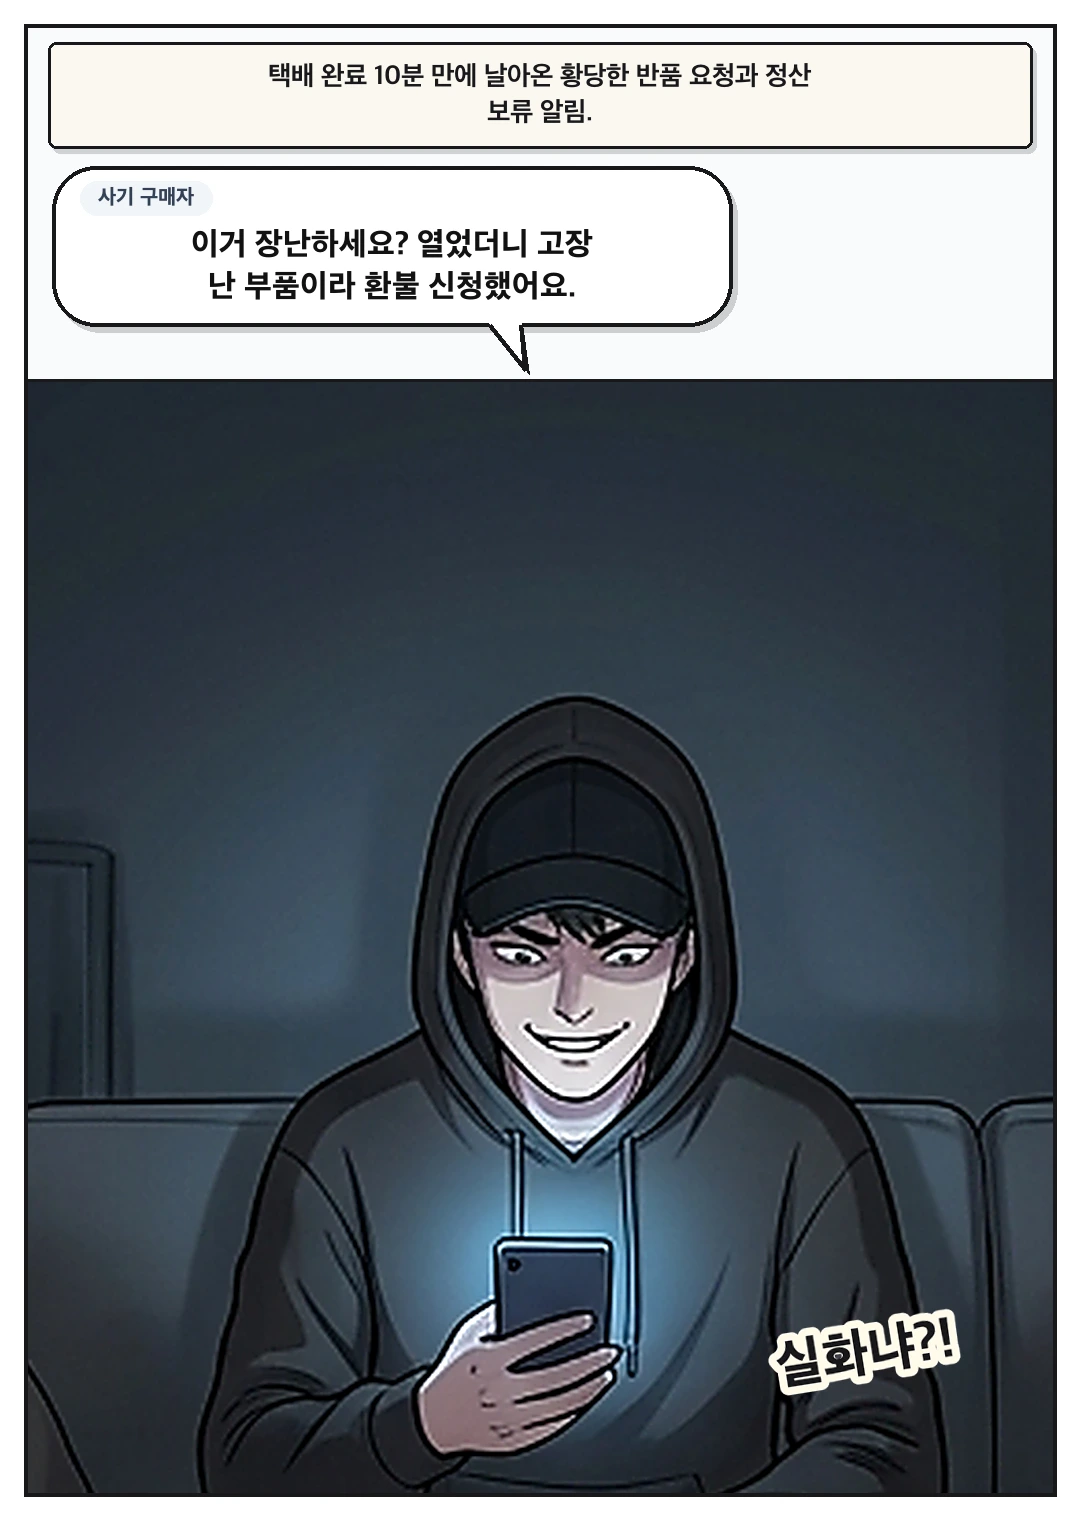 택배 완료 10분 만에 날아온 황당한 반품 요청과 정산
보류 알림.
사기 구매자
이거 장난하세요? 열었더니 고장
난 부품이라 환불 신청했어요.
실화냐?!